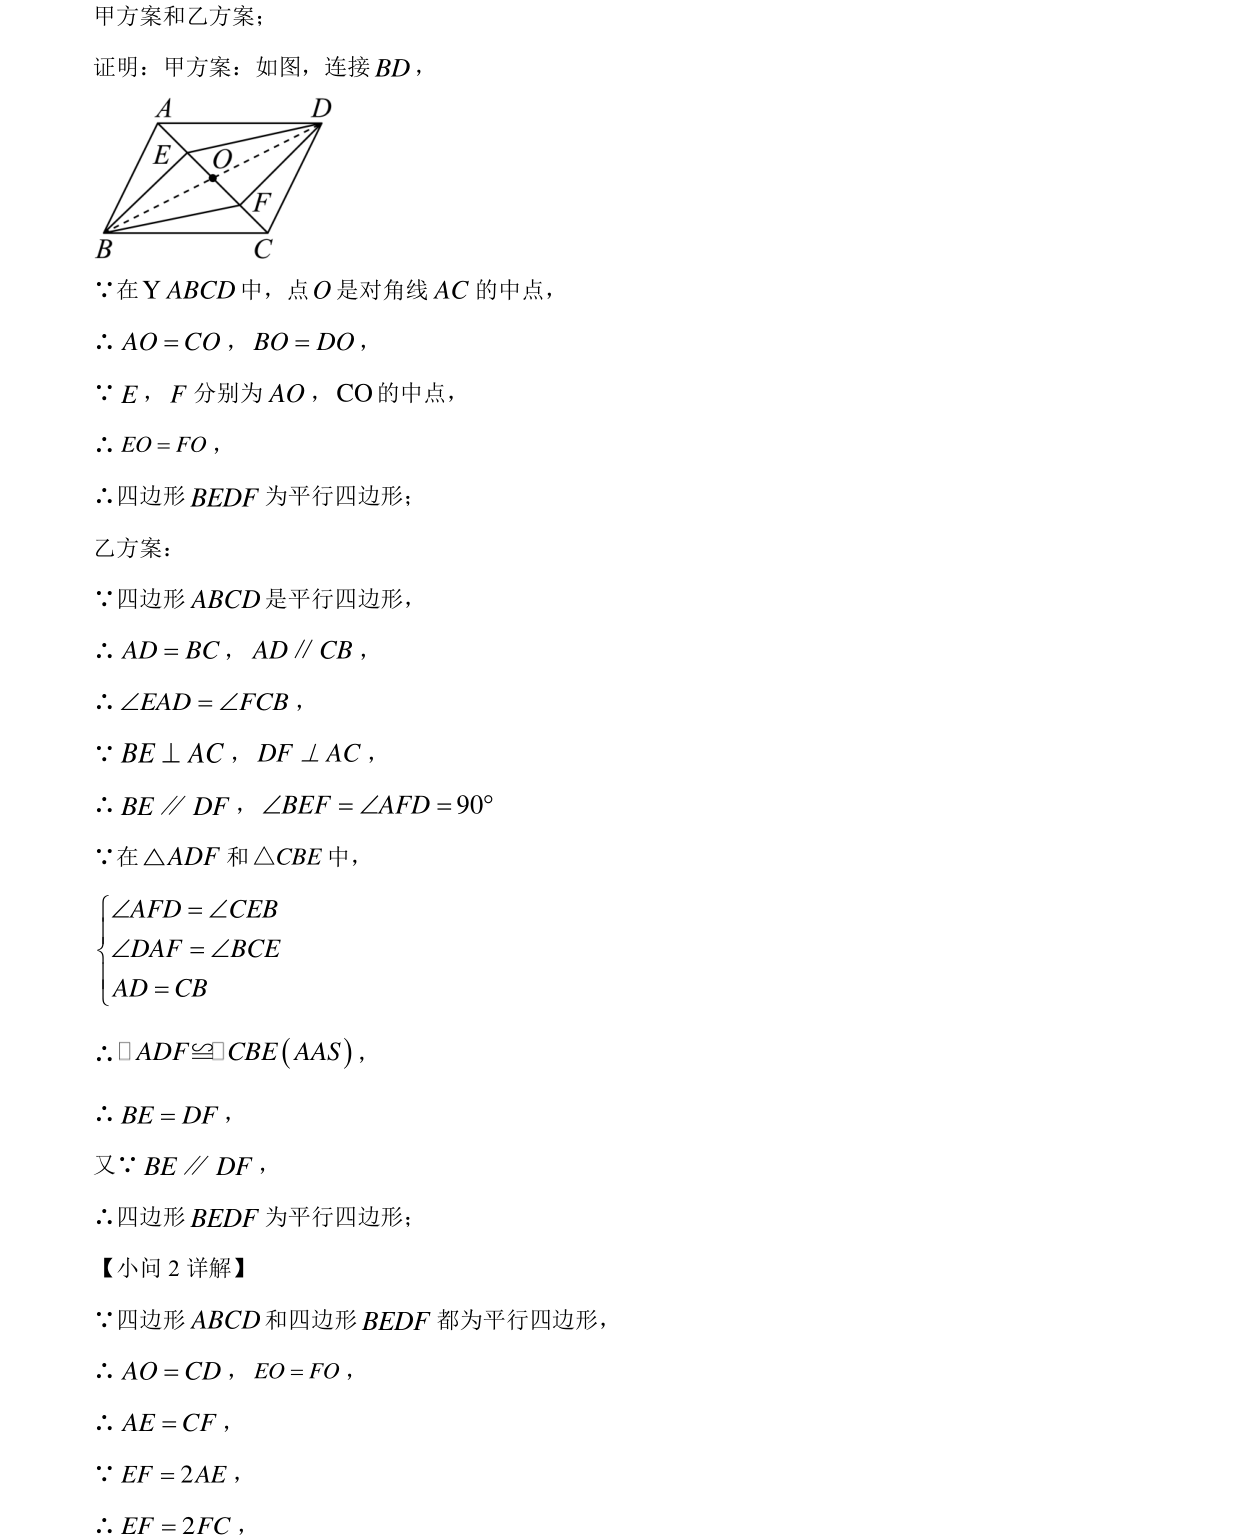 甲方案和乙方案；
证明：甲方案：如图，连接BD，
A D
E O
F
B C
∵在Y ABCD中，点O是对角线AC的中点，
∴AO=CO，BO=DO，
∵E，F分别为AO，CO的中点，
∴EO=FO，
∴四边形BEDF为平行四边形；
乙方案：
∵四边形ABCD是平行四边形，
∴AD=BC，AD∥CB，
∴∠EAD=∠FCB，
∵BE⊥AC，DF⊥AC，
∴BE∥DF，∠BEF=∠AFD=90°
∵在△ADF和△CBE中，
∠AFD=∠CEB
∠DAF=∠BCE
AD=CB
∴□ADF≌□CBE(AAS)，
∴BE=DF，
又∵BE∥DF，
∴四边形BEDF为平行四边形；
【小问2详解】
∵四边形ABCD和四边形BEDF都为平行四边形，
∴AO=CD，EO=FO，
∴AE=CF，
∵EF=2AE，
∴EF=2FC，